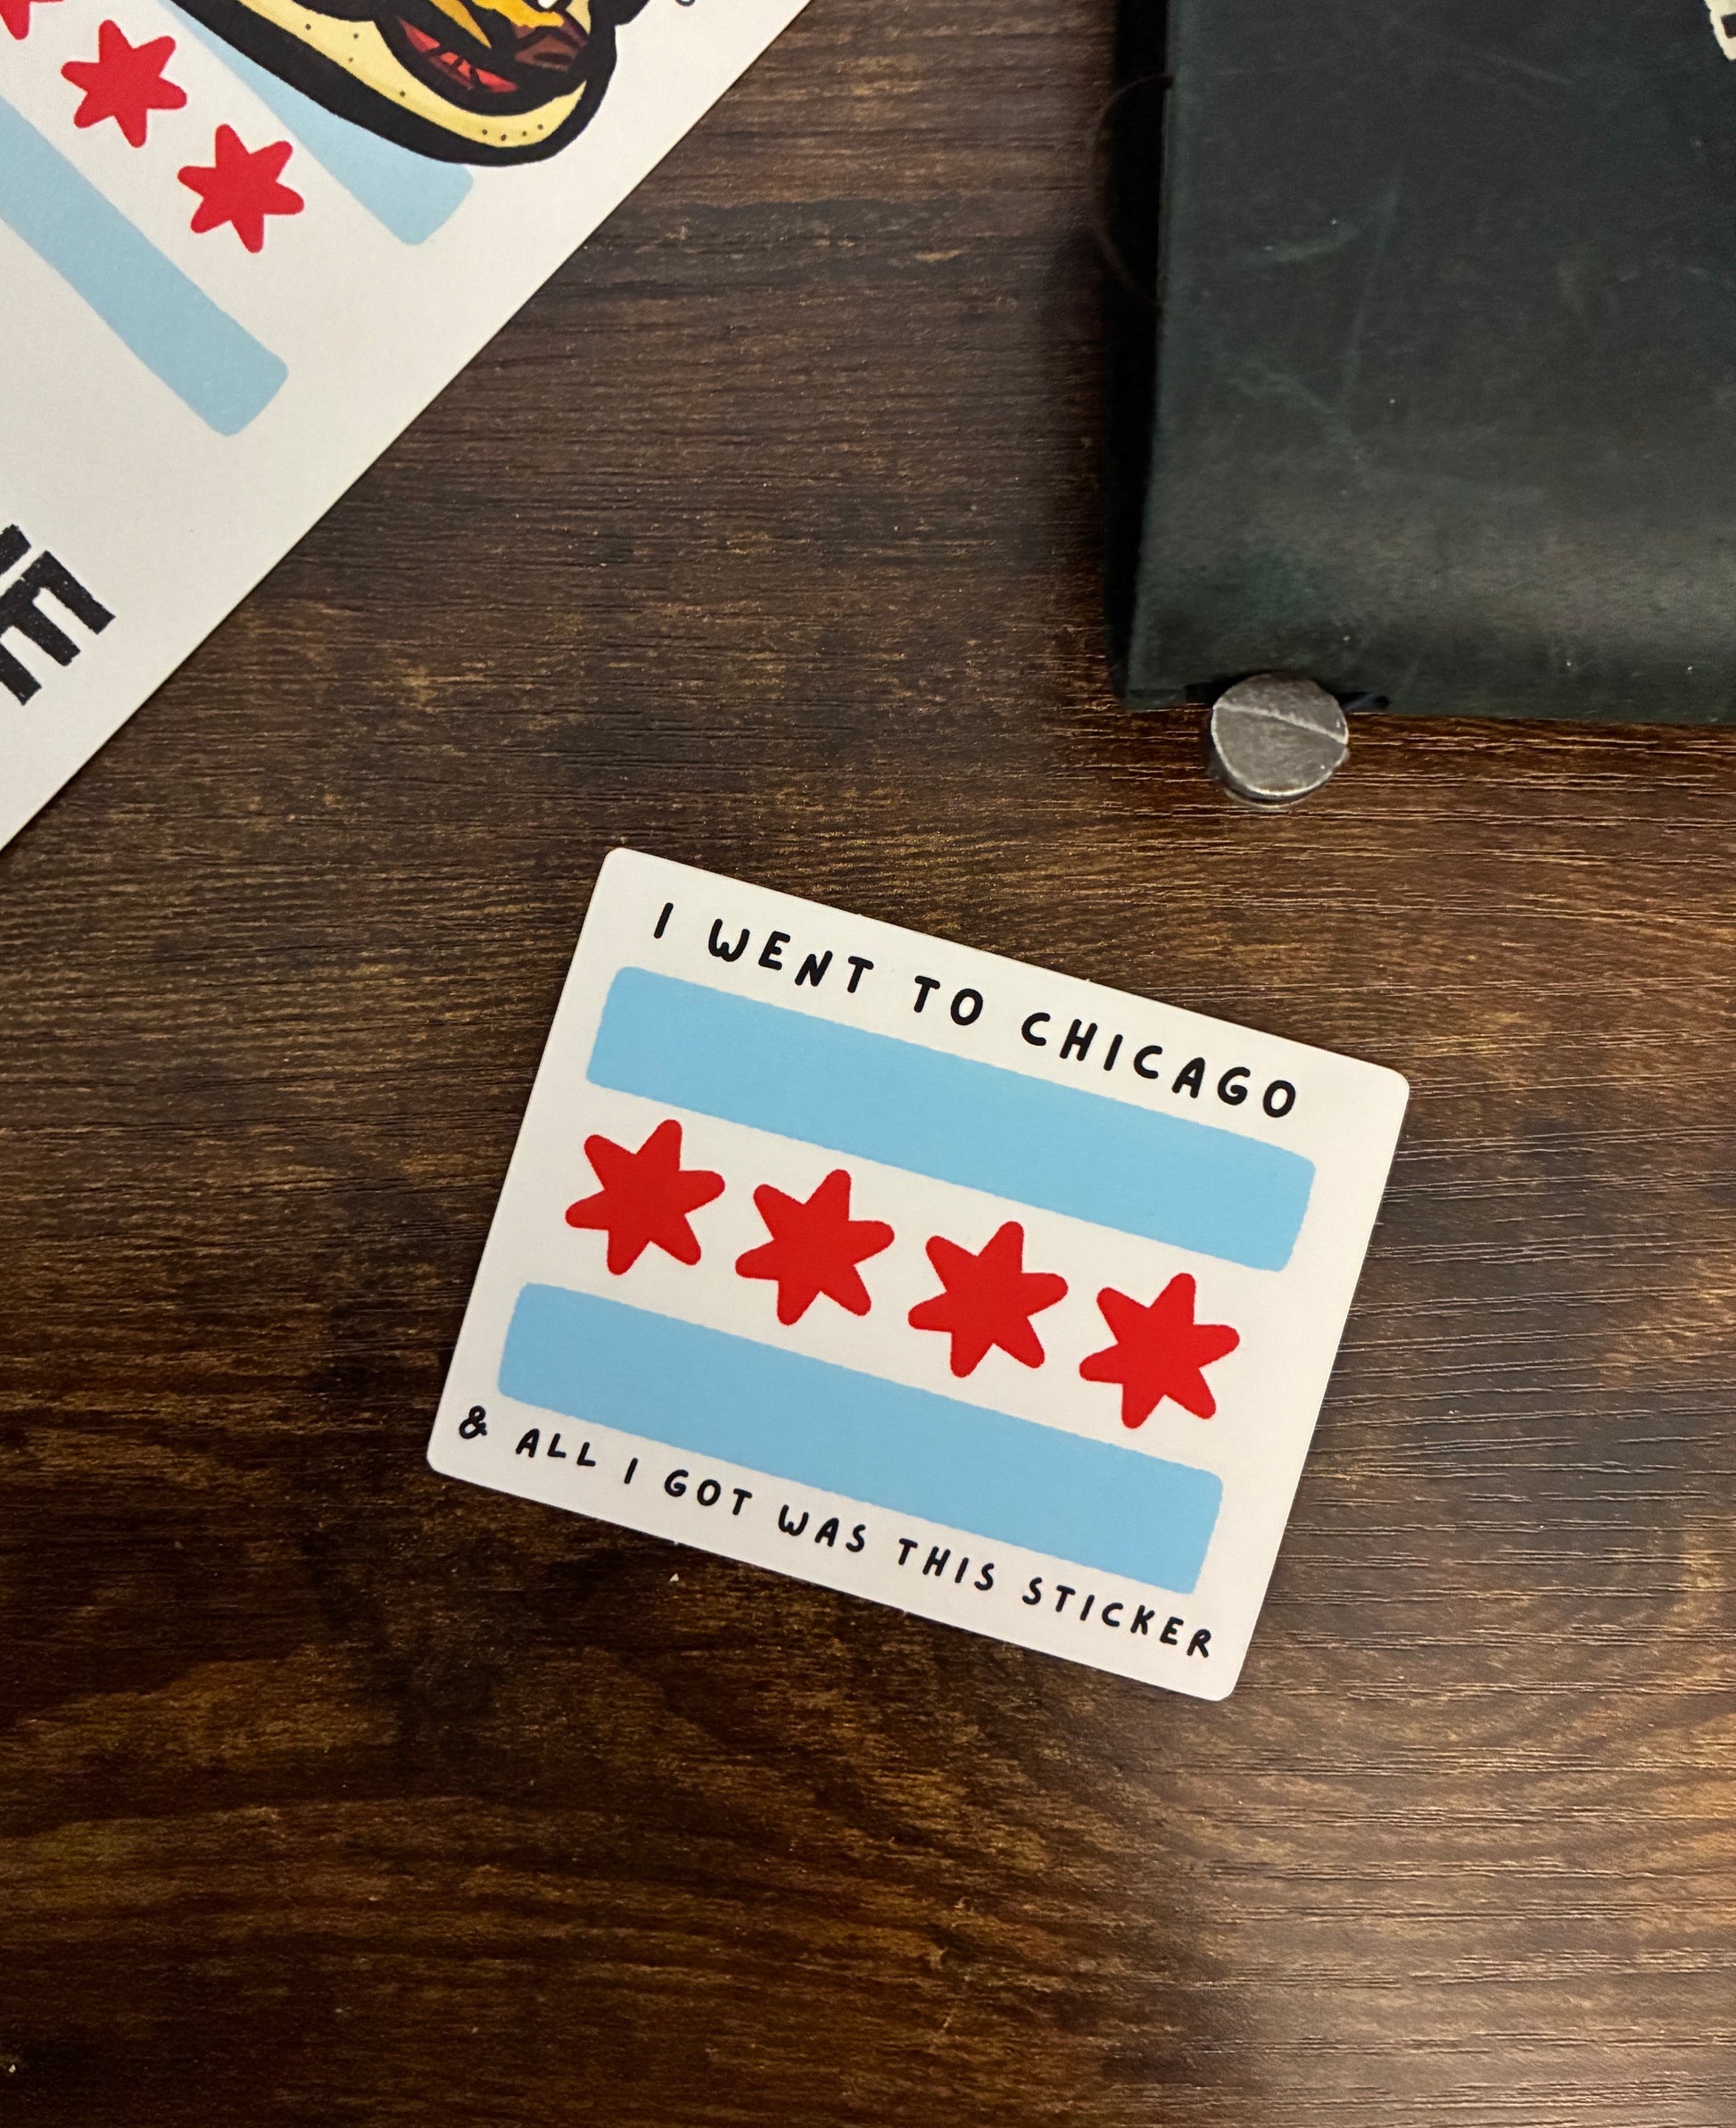 I WENT TO CHICAGO
& ALL I GOT WAS THIS STICKER